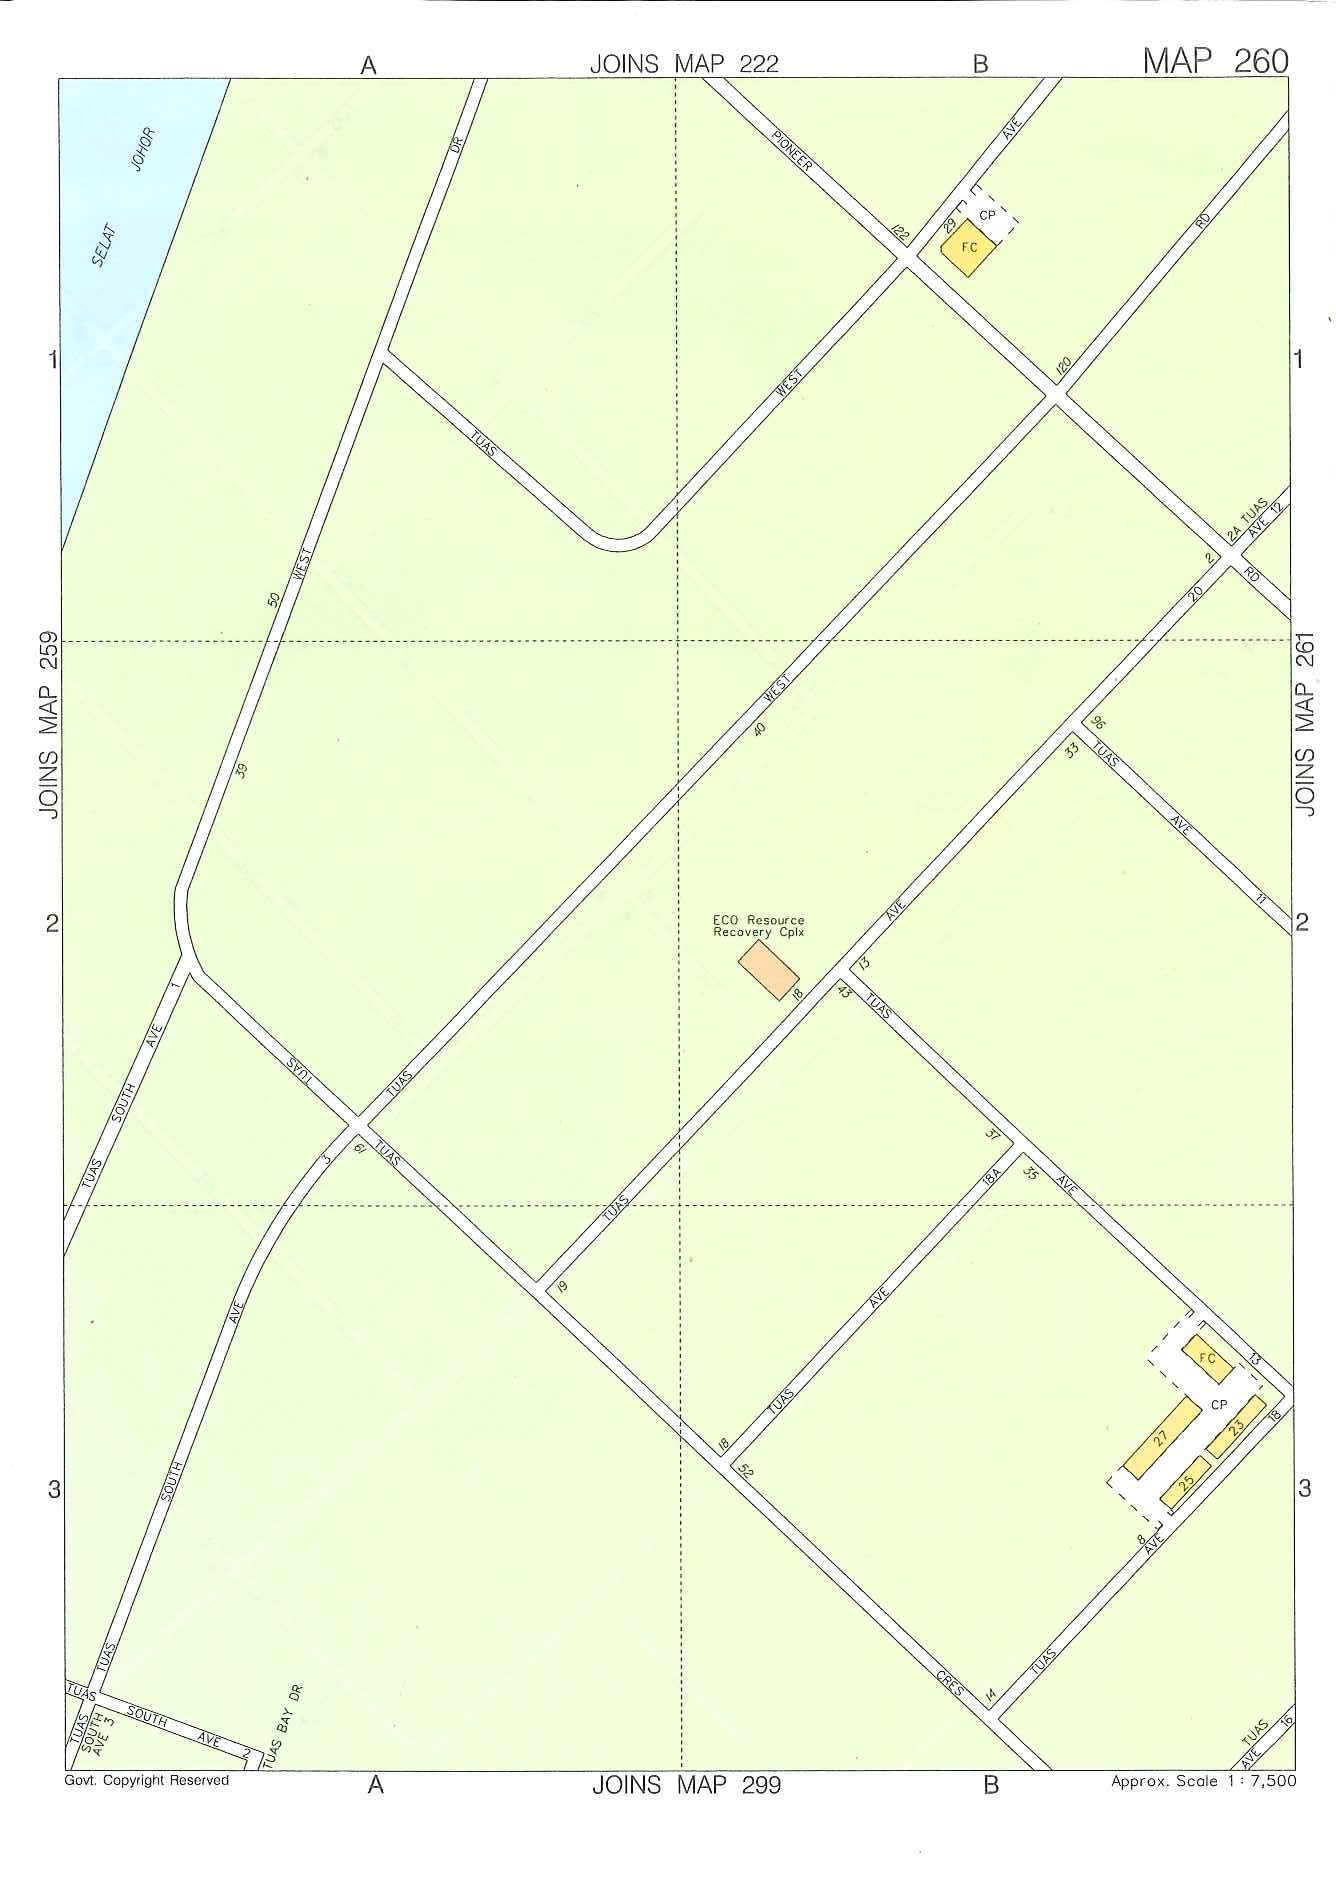 A
JOINS MAP 222
B
MAP 260
SELAT JOHOR
DR
PIONEER
AVE
RD
122
29
CP
FC
1
1
120
WEST
TUAS
2A TUAS
AVE 12
2
RD
20
WEST
50
JOINS MAP 259
JOINS MAP 261
WEST
40
96
33
TUAS
39
AVE
11
AVE
2
2
ECO Resource
Recovery Cplx
13
18
43
TUAS
1
AVE
SOUTH
TUAS
TUAS
TUAS
61
TUAS
3
37
18A
35
AVE
TUAS
19
AVE
AVE
FC
13
CP
TUAS
27
23
18
25
18
52
SOUTH
3
3
8
AVE
TUAS
TUAS
CRES
14
TUAS
SOUTH
AVE
2
TUAS
SOUTH
AVE 3
TUAS BAY DR
TUAS
AVE 16
Govt. Copyright Reserved
A
JOINS MAP 299
B
Approx. Scale 1 : 7,500